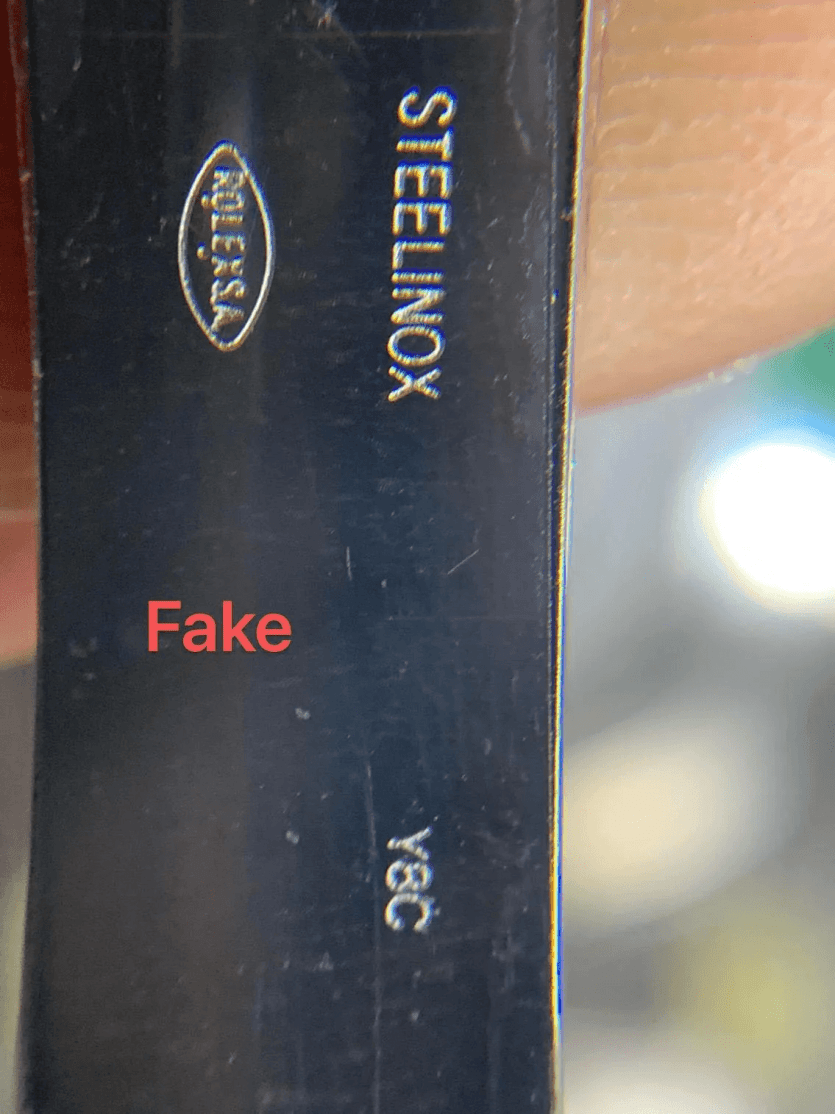 STEELINOX
ROLEXSA
Fake
Y8C